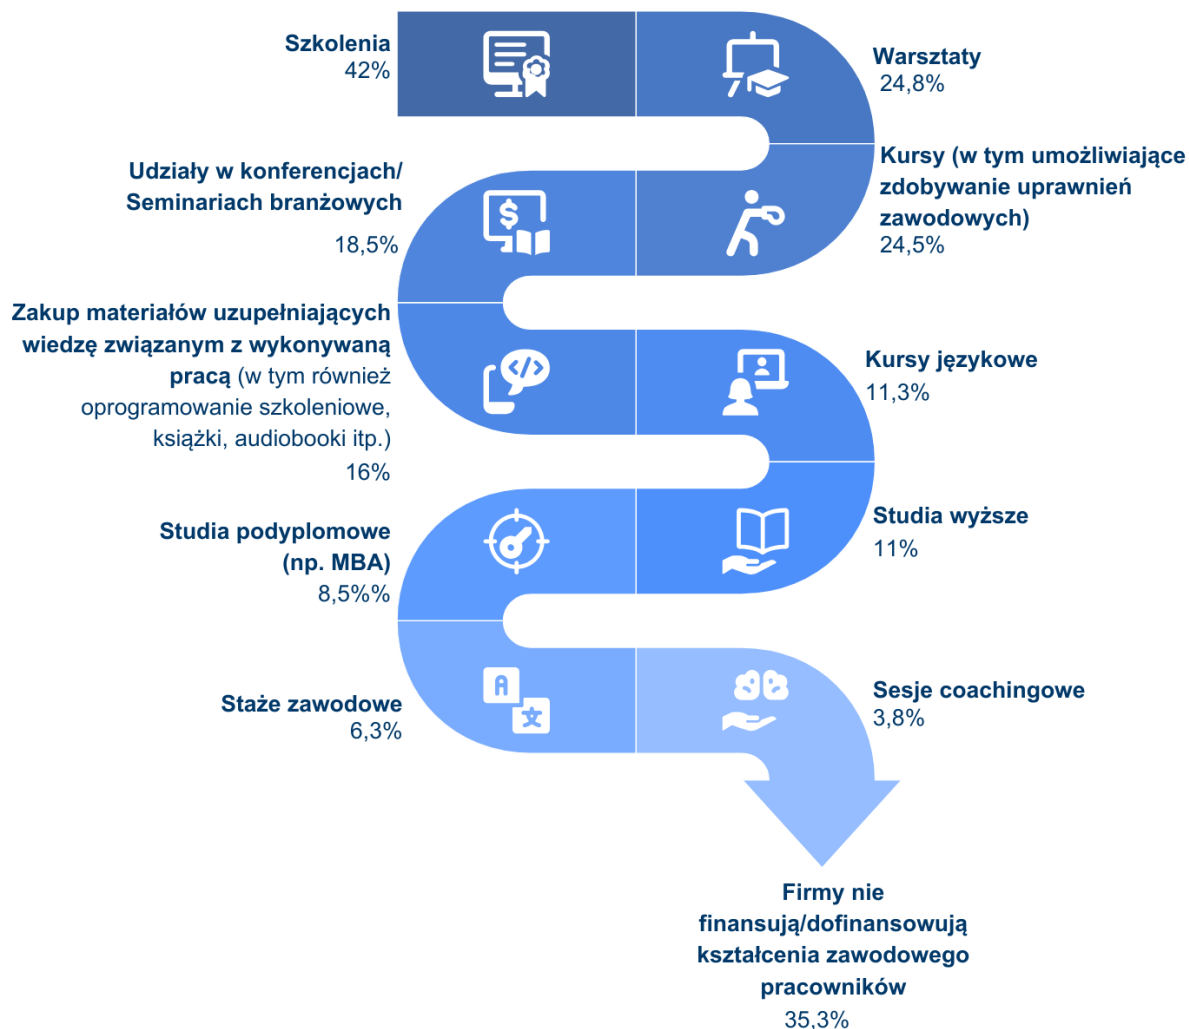 Szkolenia
42%
Warsztaty
24,8%
Kursy (w tym umożliwiające
zdobywanie uprawnień
zawodowych)
24,5%
Udziały w konferencjach/
Seminariach branżowych
18,5%
Zakup materiałów uzupełniających
wiedzę związanym z wykonywaną
pracą (w tym również
oprogramowanie szkoleniowe,
książki, audiobooki itp.)
16%
Kursy językowe
11,3%
Studia wyższe
11%
Studia podyplomowe
(np. MBA)
8,5%%
Staże zawodowe
6,3%
Sesje coachingowe
3,8%
Firmy nie
finansują/dofinansowują
kształcenia zawodowego
pracowników
35,3%